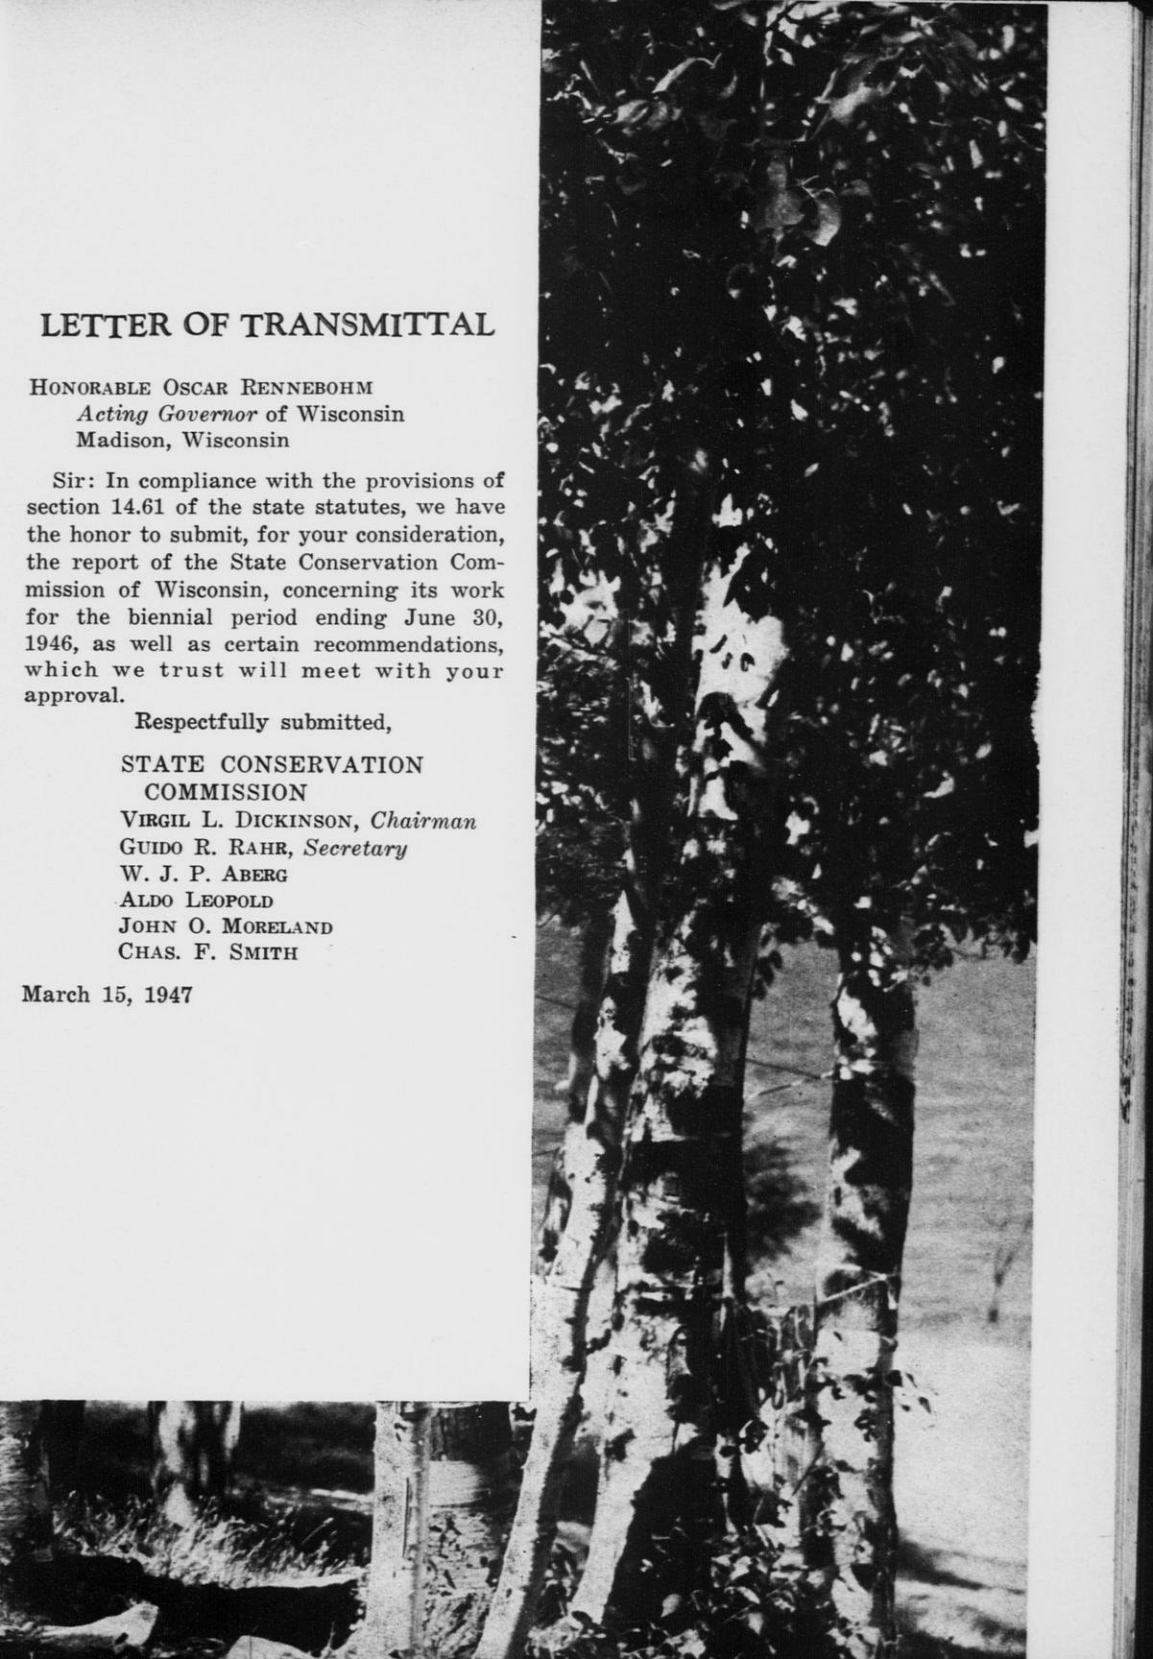 LETTER OF TRANSMITTAL
HONORABLE OSCAR RENNEBOHM
Acting Governor of Wisconsin
Madison, Wisconsin
Sir: In compliance with the provisions of
section 14.61 of the state statutes, we have
the honor to submit, for your consideration,
the report of the State Conservation Com-
mission of Wisconsin, concerning its work
for the biennial period ending June 30,
1946, as well as certain recommendations,
which we trust will meet with your
approval.
Respectfully submitted,
STATE CONSERVATION
COMMISSION
VIRGIL L. DICKINSON, Chairman
GUIDO R. RAHR, Secretary
W. J. P. ABERG
ALDO LEOPOLD
JOHN O. MORELAND
CHAS. F. SMITH
March 15, 1947